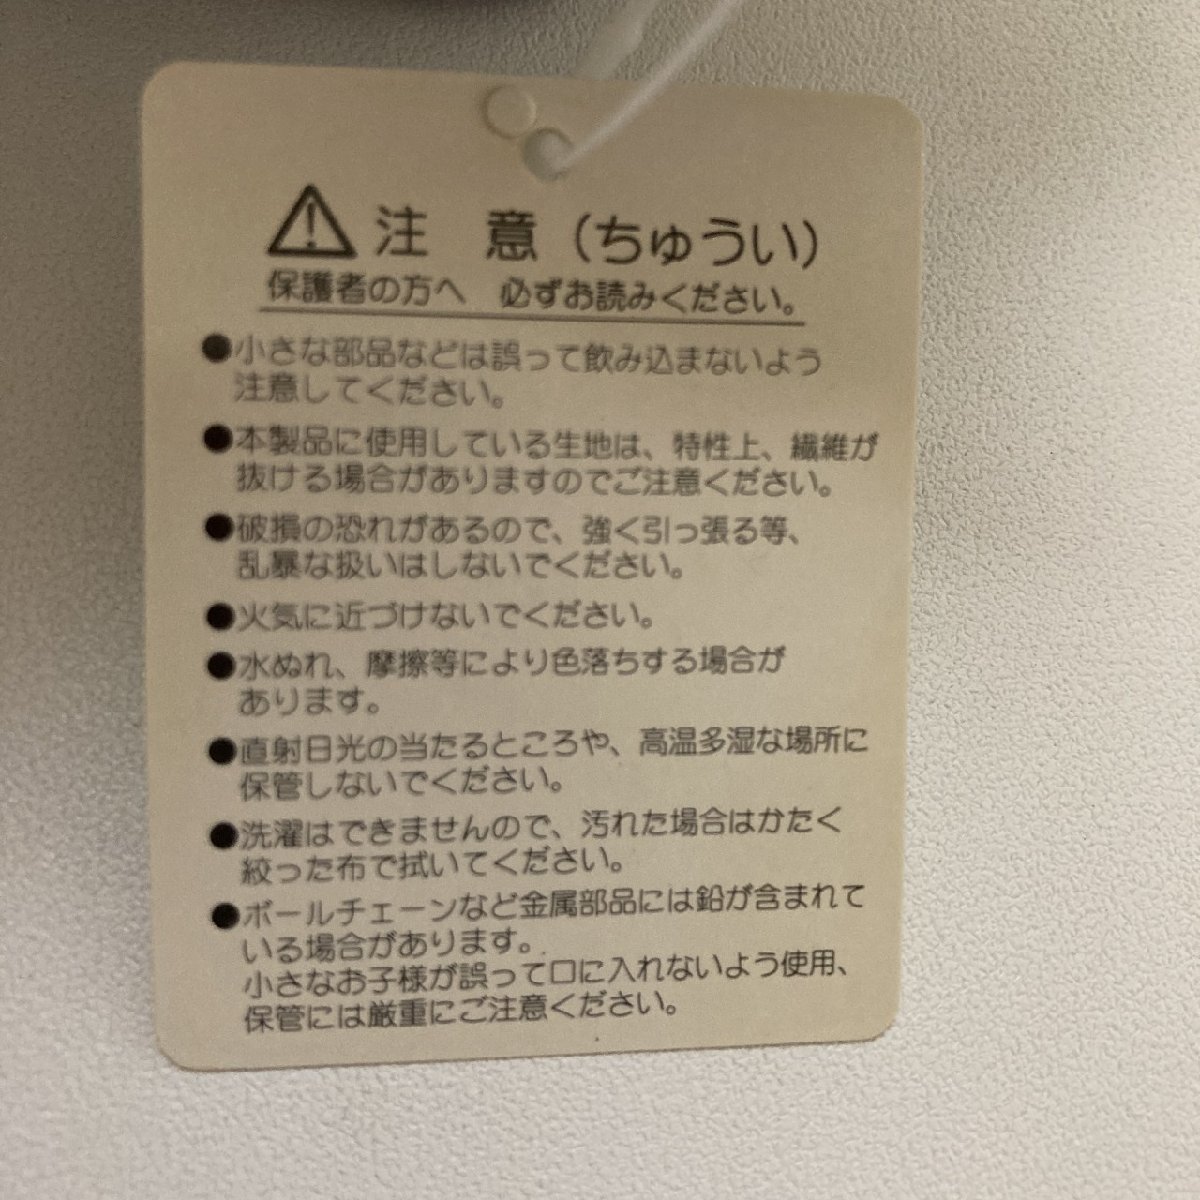 注 意（ちゅうい）
保護者の方へ 必ずお読みください。
●小さな部品などは誤って飲み込まないよう
注意してください。
●本製品に使用している生地は、特性上、繊維が
抜ける場合がありますのでご注意ください。
●破損の恐れがあるので、強く引っ張る等、
乱暴な扱いはしないでください。
●火気に近づけないでください。
●水ぬれ、摩擦等により色落ちする場合が
あります。
●直射日光の当たるところや、高温多湿な場所に
保管しないでください。
●洗濯はできませんので、汚れた場合はかたく
絞った布で拭いてください。
●ボールチェーンなど金属部品には鉛が含まれて
いる場合があります。
小さなお子様が誤って口に入れないよう使用、
保管には厳重にご注意ください。